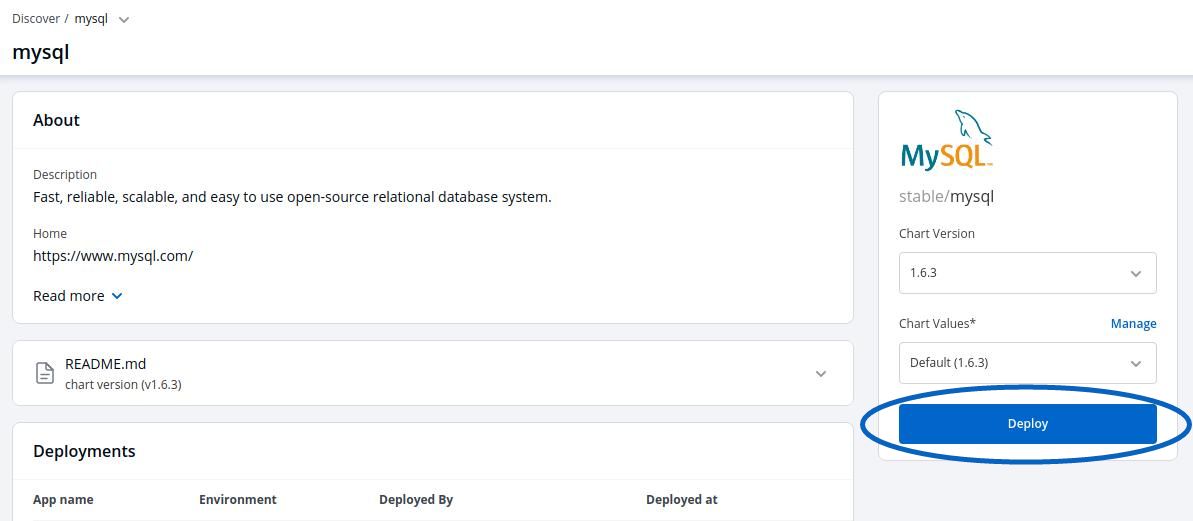 Discover / mysql
mysql
About
Description
Fast, reliable, scalable, and easy to use open-source relational database system.
Home
https://www.mysql.com/
Read more
README.md
chart version (v1.6.3)
Deployments
App name Environment Deployed By Deployed at
MySQL™
stable/mysql
Chart Version
1.6.3
Chart Values* Manage
Default (1.6.3)
Deploy